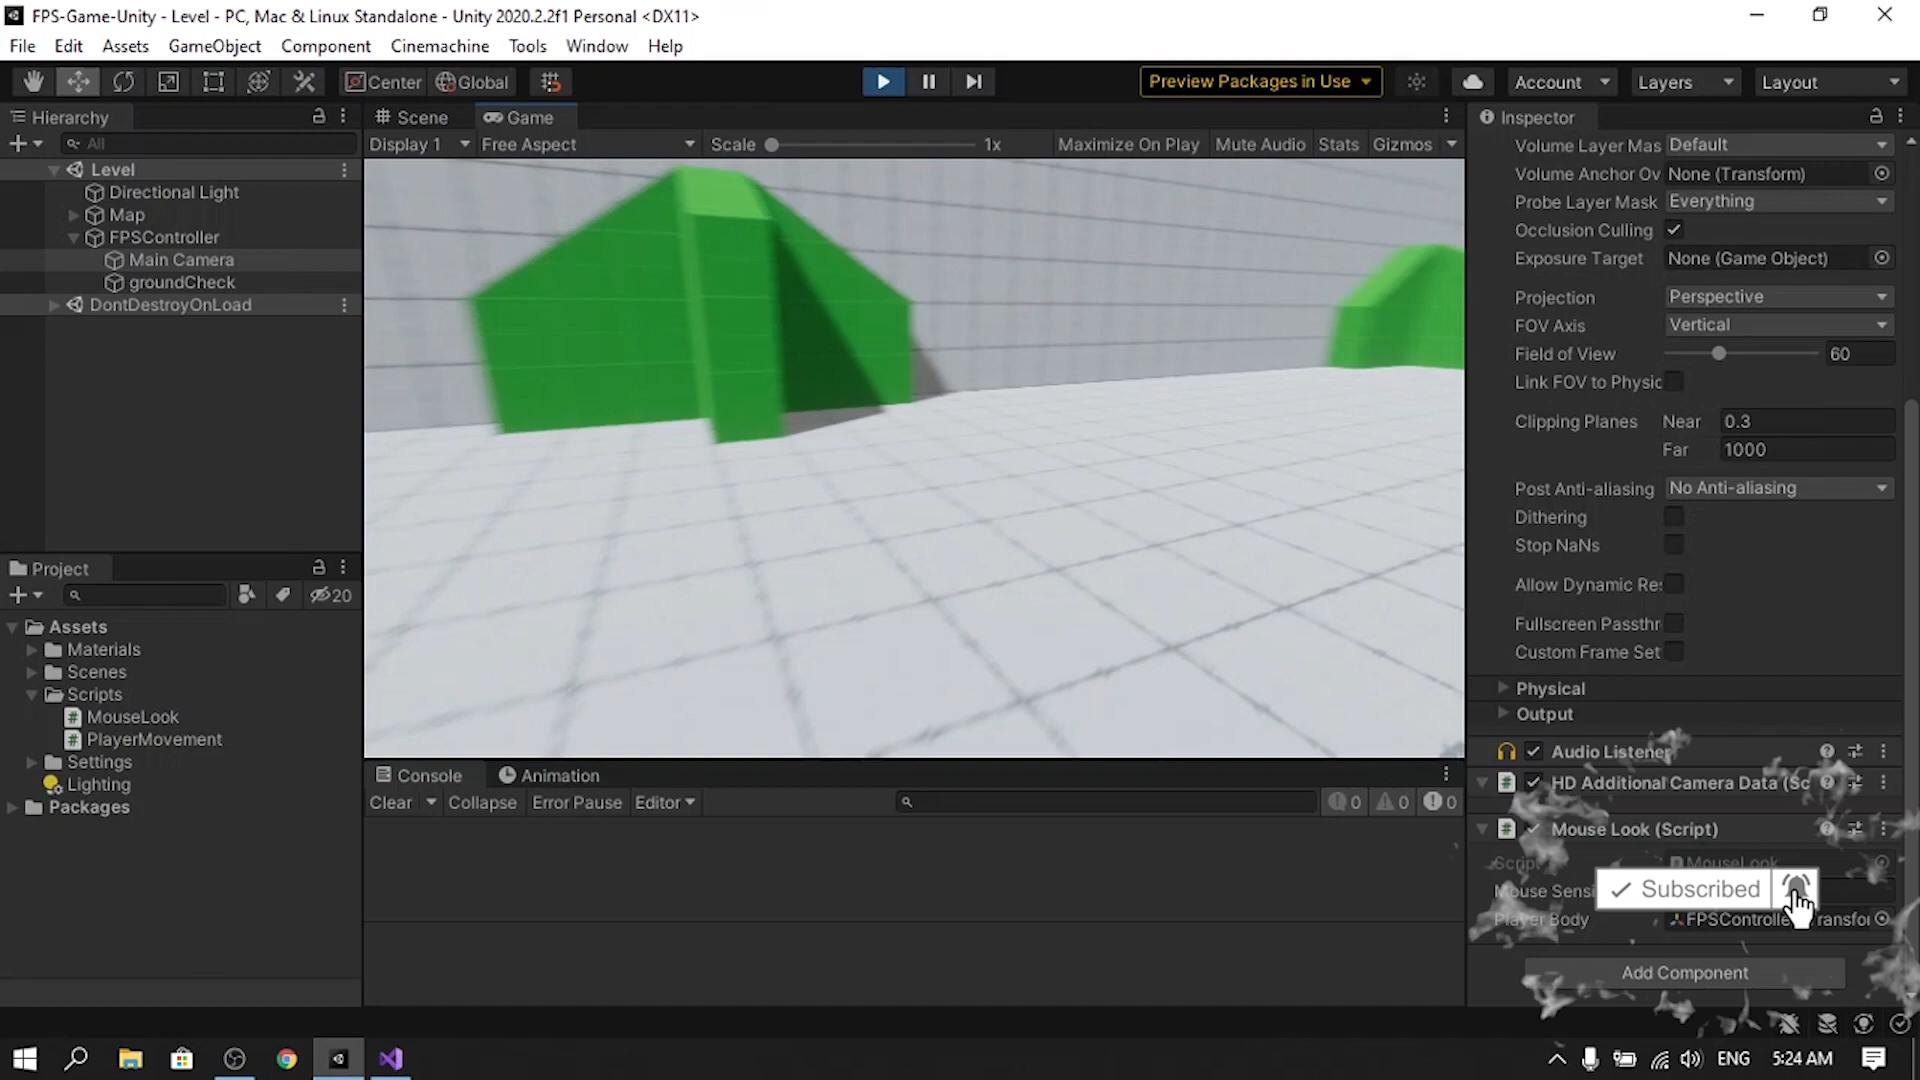 FPS-Game-Unity - Level - PC, Mac & Linux Standalone - Unity 2020.2.2f1 Personal <DX11>
File Edit Assets GameObject Component Cinemachine Tools Window Help
Center Global Preview Packages in Use Account Layers Layout
Hierarchy
All
Level
Directional Light
Map
FPSController
Main Camera
groundCheck
DontDestroyOnLoad
Scene Game
Display 1 Free Aspect Scale 1x Maximize On Play Mute Audio Stats Gizmos
Project
20
Assets
Materials
Scenes
Scripts
MouseLook
PlayerMovement
Settings
Lighting
Packages
Console Animation
Clear Collapse Error Pause Editor 0 0 0
Inspector
Volume Layer Mas Default
Volume Anchor Ov None (Transform)
Probe Layer Mask Everything
Occlusion Culling
Exposure Target None (Game Object)
Projection Perspective
FOV Axis Vertical
Field of View 60
Link FOV to Physic
Clipping Planes Near 0.3
Far 1000
Post Anti-aliasing No Anti-aliasing
Dithering
Stop NaNs
Allow Dynamic Re
Fullscreen Passthr
Custom Frame Set
Physical
Output
Audio Listener
HD Additional Camera Data (Sc
Mouse Look (Script)
Script MouseLook
Mouse Sensi
Subscribed
Player Body FPSControlle Transfo
Add Component
ENG 5:24 AM